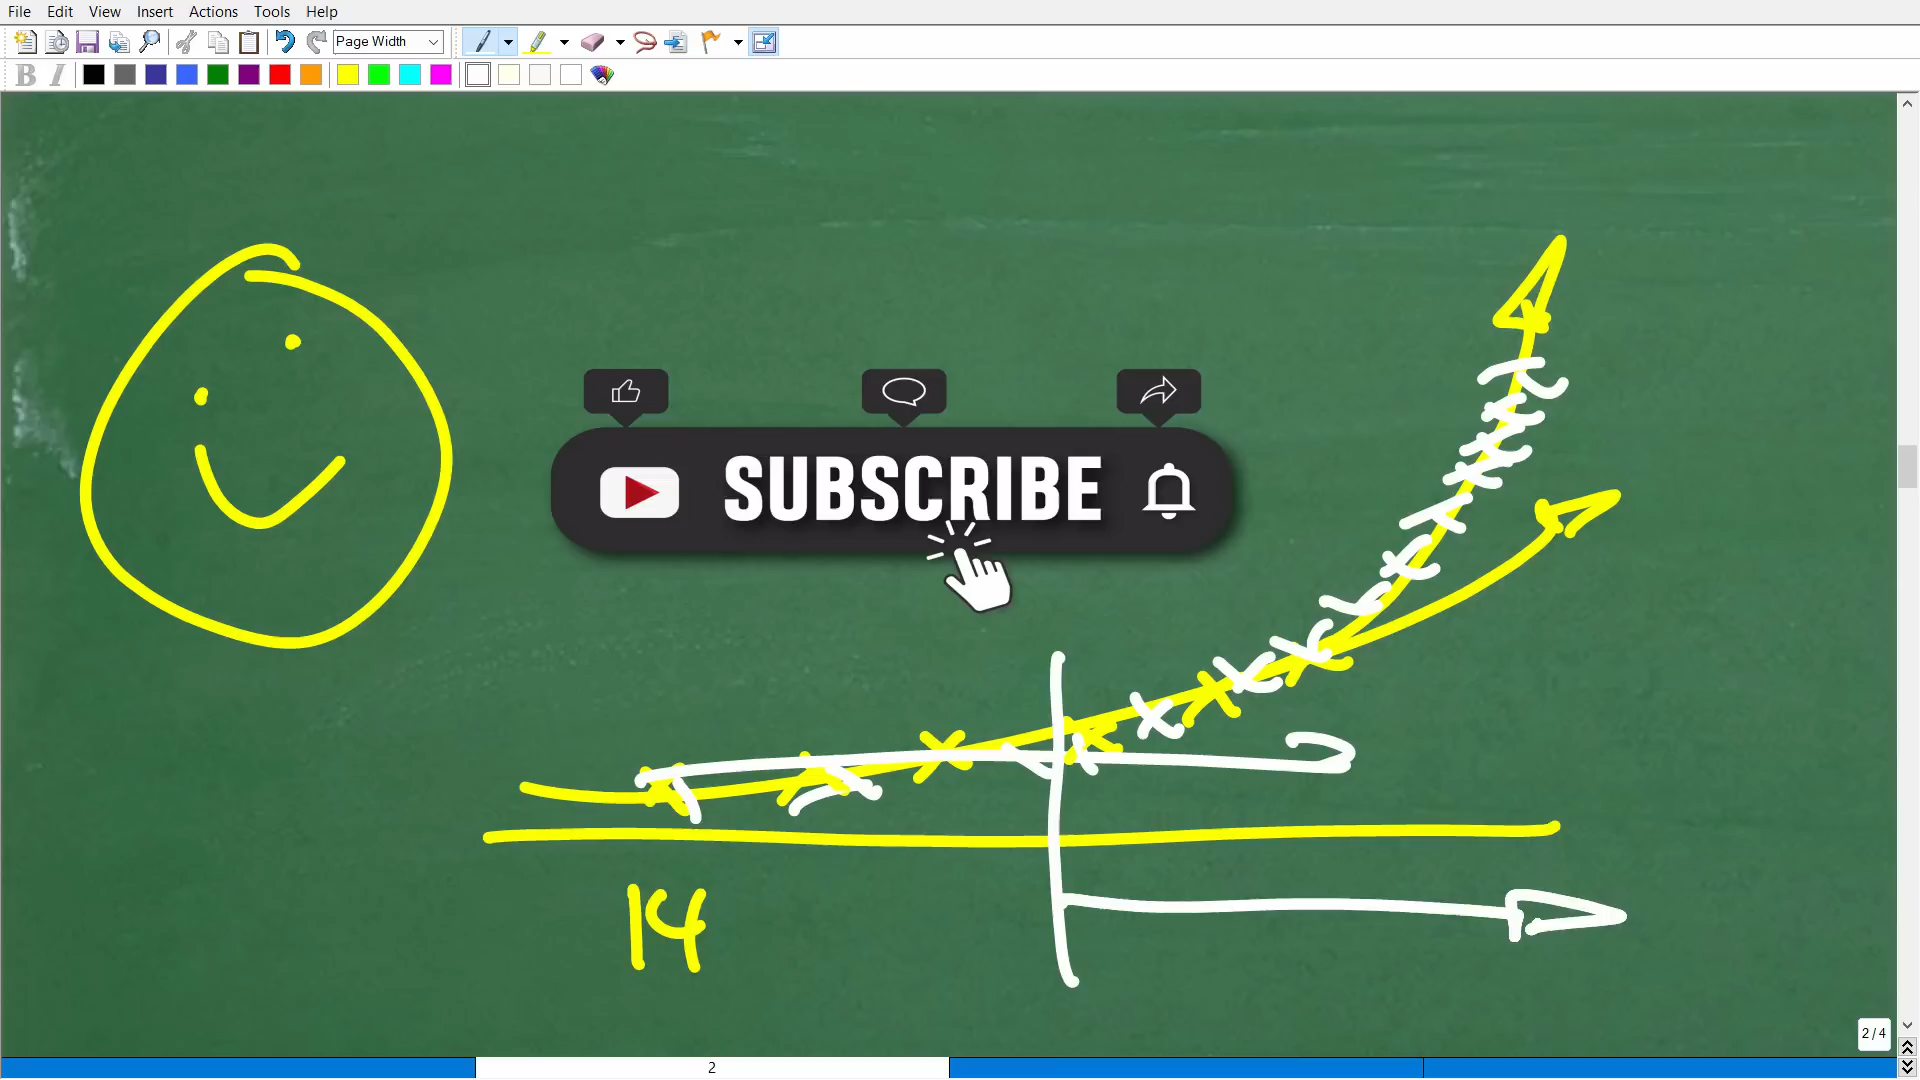 File Edit View Insert Actions Tools Help
Page Width
B I
SUBSCRIBE
14
2 / 4
2